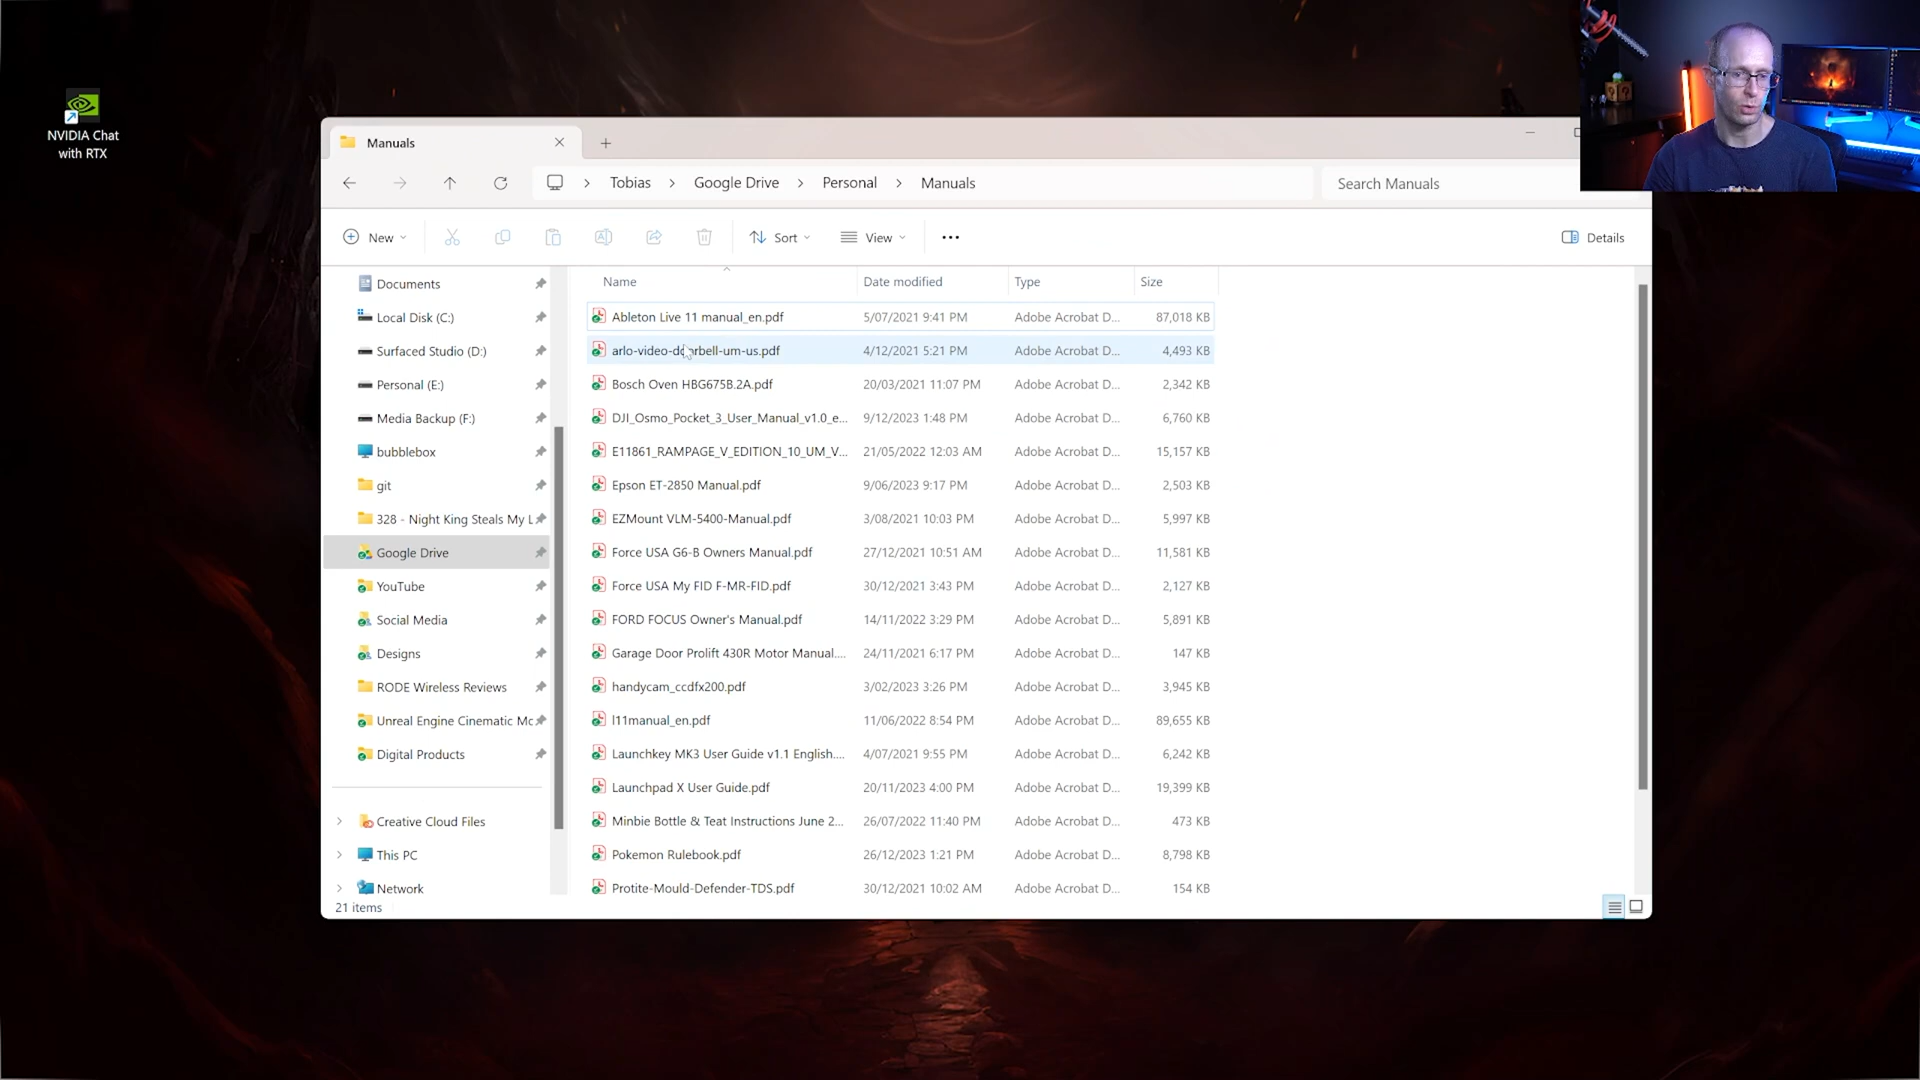 NVIDIA Chat
with RTX
Manuals
Tobias
Google Drive
Personal
Manuals
Search Manuals
New
Sort
View
Details
Documents
Local Disk (C:)
Surfaced Studio (D:)
Personal (E:)
Media Backup (F:)
bubblebox
git
328 - Night King Steals My L
Google Drive
YouTube
Social Media
Designs
RODE Wireless Reviews
Unreal Engine Cinematic Mc
Digital Products
Creative Cloud Files
This PC
Network
Name Date modified Type Size
Ableton Live 11 manual_en.pdf 5/07/2021 9:41 PM Adobe Acrobat D... 87,018 KB
arlo-video-doorbell-um-us.pdf 4/12/2021 5:21 PM Adobe Acrobat D... 4,493 KB
Bosch Oven HBG675B.2A.pdf 20/03/2021 11:07 PM Adobe Acrobat D... 2,342 KB
DJI_Osmo_Pocket_3_User_Manual_v1.0_e... 9/12/2023 1:48 PM Adobe Acrobat D... 6,760 KB
E11861_RAMPAGE_V_EDITION_10_UM_V... 21/05/2022 12:03 AM Adobe Acrobat D... 15,157 KB
Epson ET-2850 Manual.pdf 9/06/2023 9:17 PM Adobe Acrobat D... 2,503 KB
EZMount VLM-5400-Manual.pdf 3/08/2021 10:03 PM Adobe Acrobat D... 5,997 KB
Force USA G6-B Owners Manual.pdf 27/12/2021 10:51 AM Adobe Acrobat D... 11,581 KB
Force USA My FID F-MR-FID.pdf 30/12/2021 3:43 PM Adobe Acrobat D... 2,127 KB
FORD FOCUS Owner's Manual.pdf 14/11/2022 3:29 PM Adobe Acrobat D... 5,891 KB
Garage Door Prolift 430R Motor Manual.... 24/11/2021 6:17 PM Adobe Acrobat D... 147 KB
handycam_ccdfx200.pdf 3/02/2023 3:26 PM Adobe Acrobat D... 3,945 KB
l11manual_en.pdf 11/06/2022 8:54 PM Adobe Acrobat D... 89,655 KB
Launchkey MK3 User Guide v1.1 English.... 4/07/2021 9:55 PM Adobe Acrobat D... 6,242 KB
Launchpad X User Guide.pdf 20/11/2023 4:00 PM Adobe Acrobat D... 19,399 KB
Minbie Bottle & Teat Instructions June 2... 26/07/2022 11:40 PM Adobe Acrobat D... 473 KB
Pokemon Rulebook.pdf 26/12/2023 1:21 PM Adobe Acrobat D... 8,798 KB
Protite-Mould-Defender-TDS.pdf 30/12/2021 10:02 AM Adobe Acrobat D... 154 KB
21 items